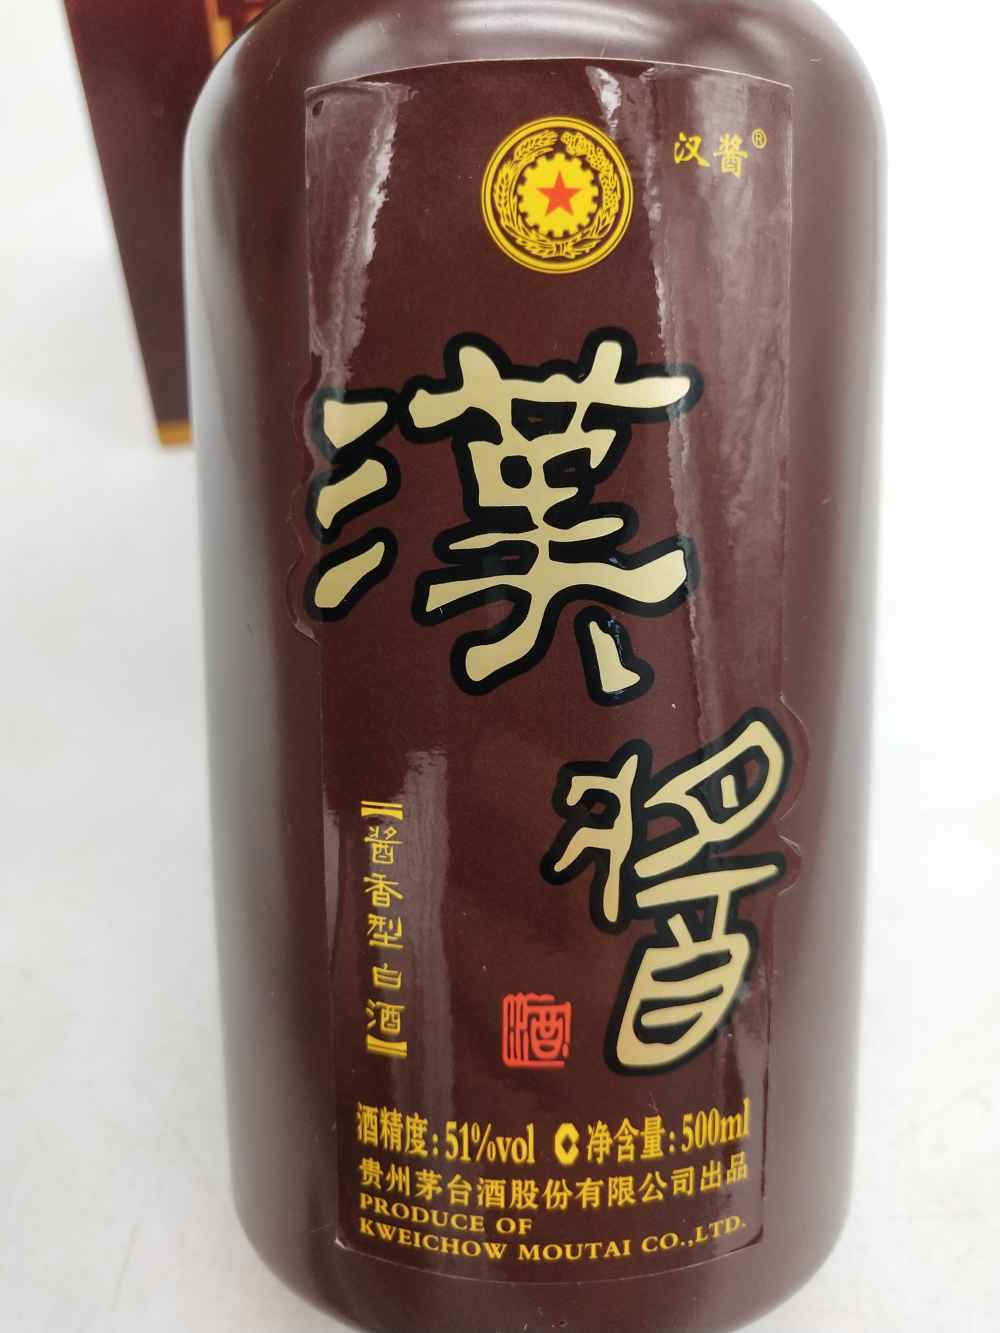 汉酱®
漢
酱
【酱香型白酒】
酒
酒精度:51%vol 净含量:500ml
贵州茅台酒股份有限公司出品
PRODUCE OF
KWEICHOW MOUTAI CO.,LTD.